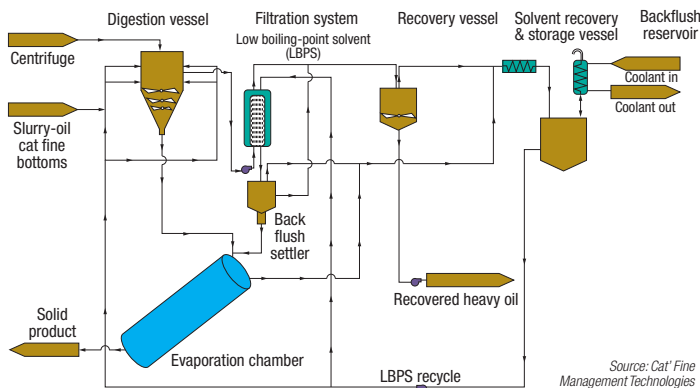 Digestion vessel
Filtration system
Low boiling-point solvent
(LBPS)
Recovery vessel
Solvent recovery
& storage vessel
Backflush
reservoir
Centrifuge
Coolant in
Coolant out
Slurry-oil
cat fine
bottoms
Back
flush
settler
Recovered heavy oil
Solid
product
Evaporation chamber
LBPS recycle
Source: Cat' Fine
Management Technologies